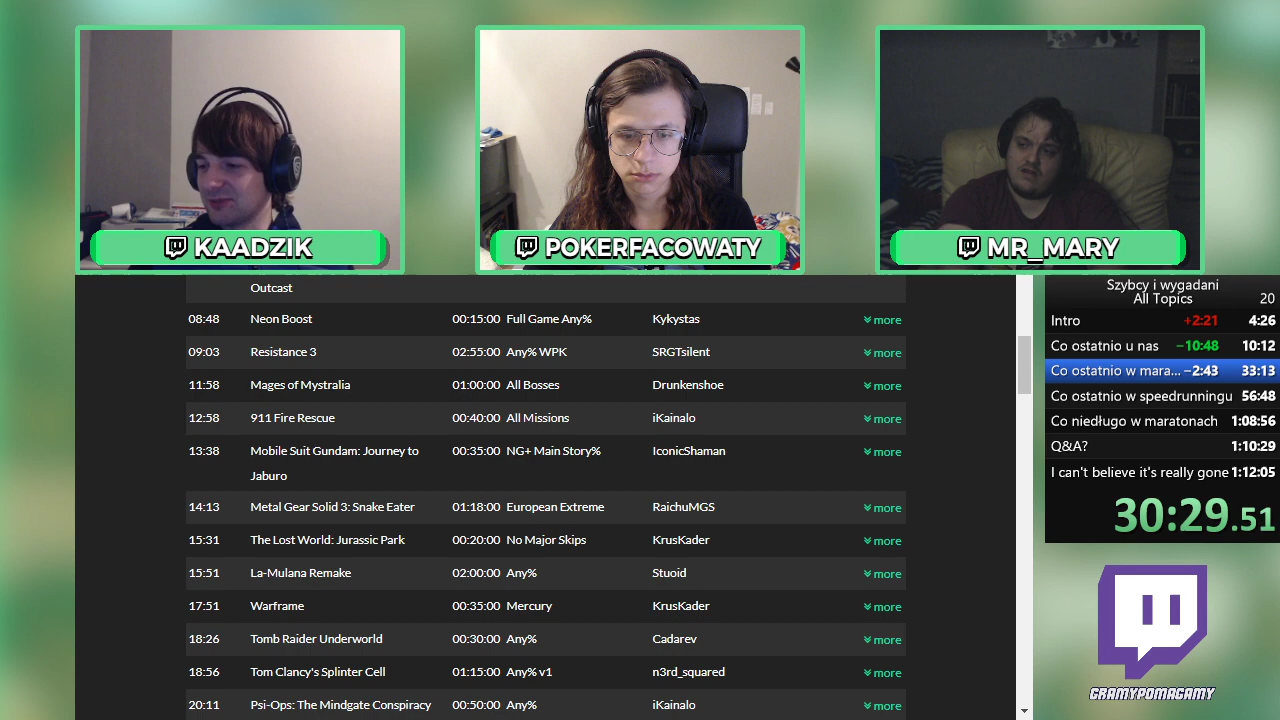 KAADZIK
POKERFACOWATY
MR_MARY
Outcast
08:48 Neon Boost 00:15:00 Full Game Any% Kykystas more
09:03 Resistance 3 02:55:00 Any% WPK SRGTsilent more
11:58 Mages of Mystralia 01:00:00 All Bosses Drunkenshoe more
12:58 911 Fire Rescue 00:40:00 All Missions iKainalo more
13:38 Mobile Suit Gundam: Journey to 00:35:00 NG+ Main Story% IconicShaman more
Jaburo
14:13 Metal Gear Solid 3: Snake Eater 01:18:00 European Extreme RaichuMGS more
15:31 The Lost World: Jurassic Park 00:20:00 No Major Skips KrusKader more
15:51 La-Mulana Remake 02:00:00 Any% Stuoid more
17:51 Warframe 00:35:00 Mercury KrusKader more
18:26 Tomb Raider Underworld 00:30:00 Any% Cadarev more
18:56 Tom Clancy's Splinter Cell 01:15:00 Any% v1 n3rd_squared more
20:11 Psi-Ops: The Mindgate Conspiracy 00:50:00 Any% iKainalo more
Szybcy i wygadani
All Topics 20
Intro +2:21 4:26
Co ostatnio u nas −10:48 10:12
Co ostatnio w mara... −2:43 33:13
Co ostatnio w speedrunningu 56:48
Co niedługo w maratonach 1:08:56
Q&A? 1:10:29
I can't believe it's really gone 1:12:05
30:29.51
GRAMYPOMAGAMY